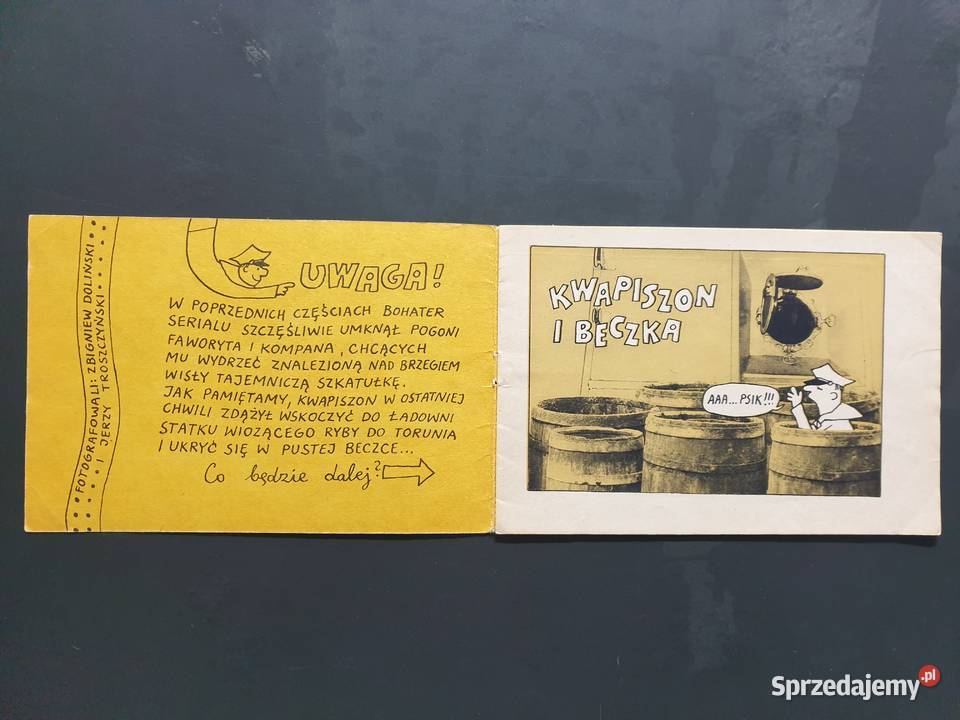 FOTOGRAFOWALI: ZBIGNIEW DOLIŃSKI
I JERZY TROSZCZYŃSKI
UWAGA!
W POPRZEDNICH CZĘŚCIACH BOHATER
SERIALU SZCZĘŚLIWIE UMKNĄŁ POGONI
FAWORYTA I KOMPANA, CHCĄCYCH
MU WYDRZEĆ ZNALEZIONĄ NAD BRZEGIEM
WISŁY TAJEMNICZĄ SZKATUŁKĘ.
JAK PAMIĘTAMY, KWAPISZON W OSTATNIEJ
CHWILI ZDĄŻYŁ WSKOCZYĆ DO ŁADOWNI
STATKU WIOZĄCEGO RYBY DO TORUNIA
I UKRYĆ SIĘ W PUSTEJ BECZCE...
Co będzie dalej?
KWAPISZON
I BECZKA
AAA... PSIK!!!
Sprzedajemy.pl